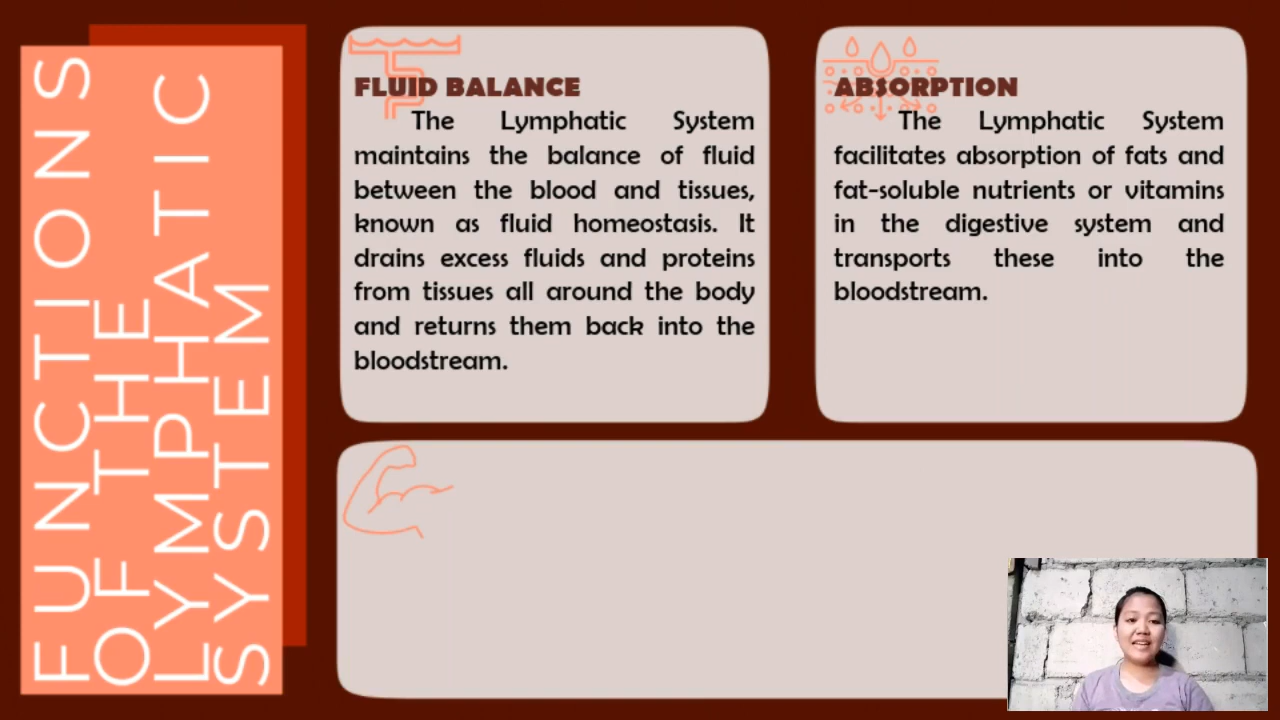 FUNCTIONS
OF THE
LYMPHATIC
SYSTEM
FLUID BALANCE
The Lymphatic System
maintains the balance of fluid
between the blood and tissues,
known as fluid homeostasis. It
drains excess fluids and proteins
from tissues all around the body
and returns them back into the
bloodstream.
ABSORPTION
The Lymphatic System
facilitates absorption of fats and
fat-soluble nutrients or vitamins
in the digestive system and
transports these into the
bloodstream.